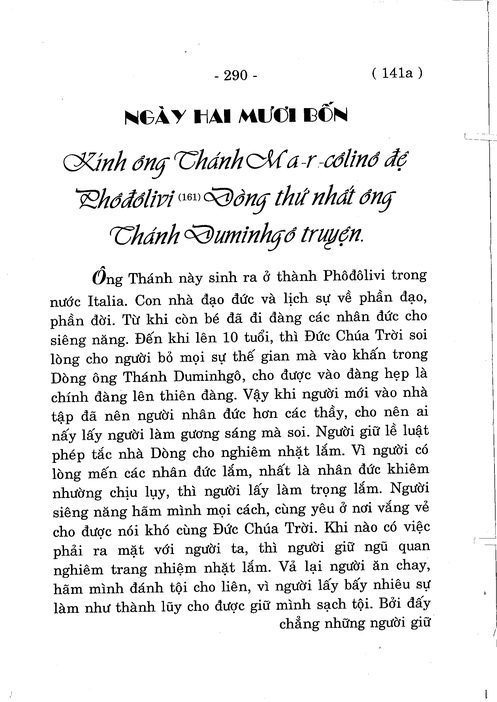 - 290 -
( 141a )
NGÀY HAI MƯƠI BỐN
Kính ông Thánh Ma-r-côlinô đệ
Phôđôlivi (161) Dòng thứ nhất ông
Thánh Duminhgô truyện.
Ông Thánh này sinh ra ở thành Phôđôlivi trong
nước Italia. Con nhà đạo đức và lịch sự về phần đạo,
phần đời. Từ khi còn bé đã đi đàng các nhân đức cho
siêng năng. Đến khi lên 10 tuổi, thì Đức Chúa Trời soi
lòng cho người bỏ mọi sự thế gian mà vào khấn trong
Dòng ông Thánh Duminhgô, cho được vào đàng hẹp là
chính đàng lên thiên đàng. Vậy khi người mới vào nhà
tập đã nên người nhân đức hơn các thầy, cho nên ai
nấy lấy người làm gương sáng mà soi. Người giữ lề luật
phép tắc nhà Dòng cho nghiêm nhặt lắm. Vì người có
lòng mến các nhân đức lắm, nhất là nhân đức khiêm
nhường chịu lụy, thì người lấy làm trọng lắm. Người
siêng năng hãm mình mọi cách, cùng yêu ở nơi vắng vẻ
cho được nói khó cùng Đức Chúa Trời. Khi nào có việc
phải ra mặt với người ta, thì người giữ ngũ quan
nghiêm trang nhiệm nhặt lắm. Vả lại người ăn chay,
hãm mình đánh tội cho liên, vì người lấy bấy nhiêu sự
làm như thành lũy cho được giữ mình sạch tội. Bởi đấy
chẳng những người giữ